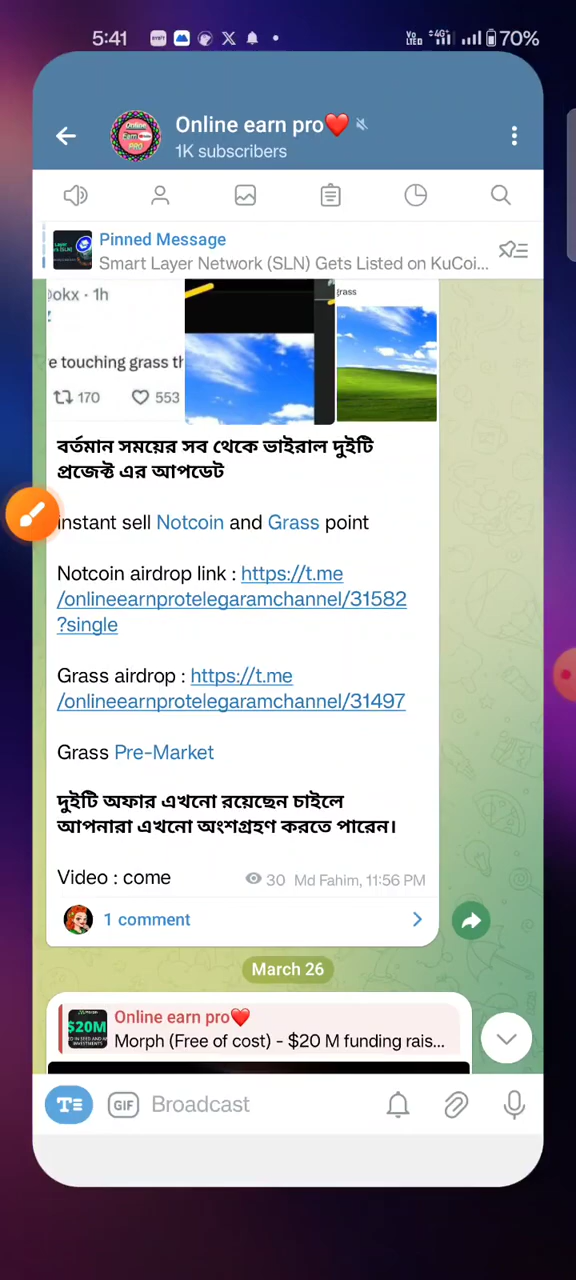 5:41
Vo LTE 4G+ 70%
Online earn pro❤️
1K subscribers
Pinned Message
Smart Layer Network (SLN) Gets Listed on KuCoi...
okx · 1h
e touching grass th
170 553
grass
বর্তমান সময়ের সব থেকে ভাইরাল দুইটি
প্রজেক্ট এর আপডেট
instant sell Notcoin and Grass point
Notcoin airdrop link : https://t.me
/onlineearnprotelegaramchannel/31582
?single
Grass airdrop : https://t.me
/onlineearnprotelegaramchannel/31497
Grass Pre-Market
দুইটি অফার এখনো রয়েছেন চাইলে
আপনারা এখনো অংশগ্রহণ করতে পারেন।
Video : come
30 Md Fahim, 11:56 PM
1 comment
March 26
$20M
Online earn pro❤️
Morph (Free of cost) - $20 M funding rais...
T
GIF
Broadcast